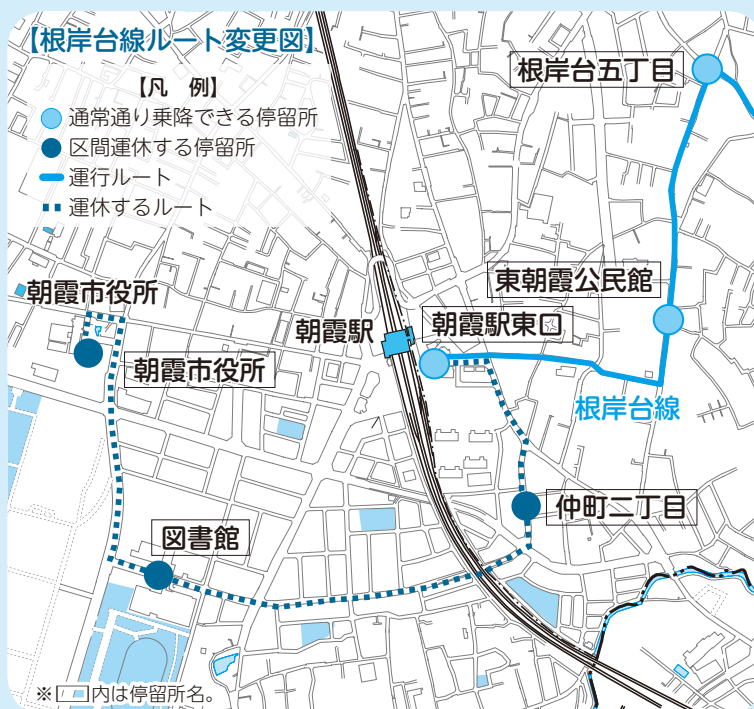 【根岸台線ルート変更図】
【凡　例】
通常通り乗降できる停留所
区間運休する停留所
運行ルート
運休するルート
根岸台五丁目
東朝霞公民館
朝霞市役所
朝霞駅
朝霞駅東口
朝霞市役所
根岸台線
仲町二丁目
図書館
※□内は停留所名。